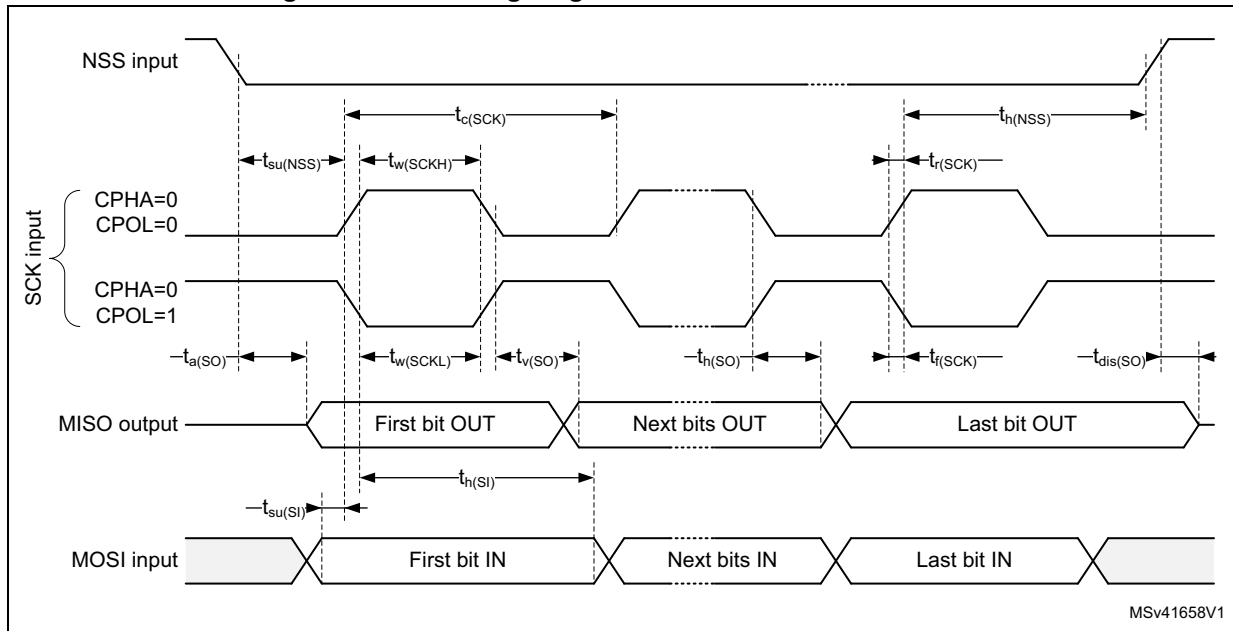 NSS input
tc(SCK)
th(NSS)
tsu(NSS)
tw(SCKH)
tr(SCK)
SCK input
CPHA=0
CPOL=0
CPHA=0
CPOL=1
ta(SO)
tw(SCKL)
tv(SO)
th(SO)
tf(SCK)
tdis(SO)
MISO output
First bit OUT
Next bits OUT
Last bit OUT
th(SI)
tsu(SI)
MOSI input
First bit IN
Next bits IN
Last bit IN
MSv41658V1